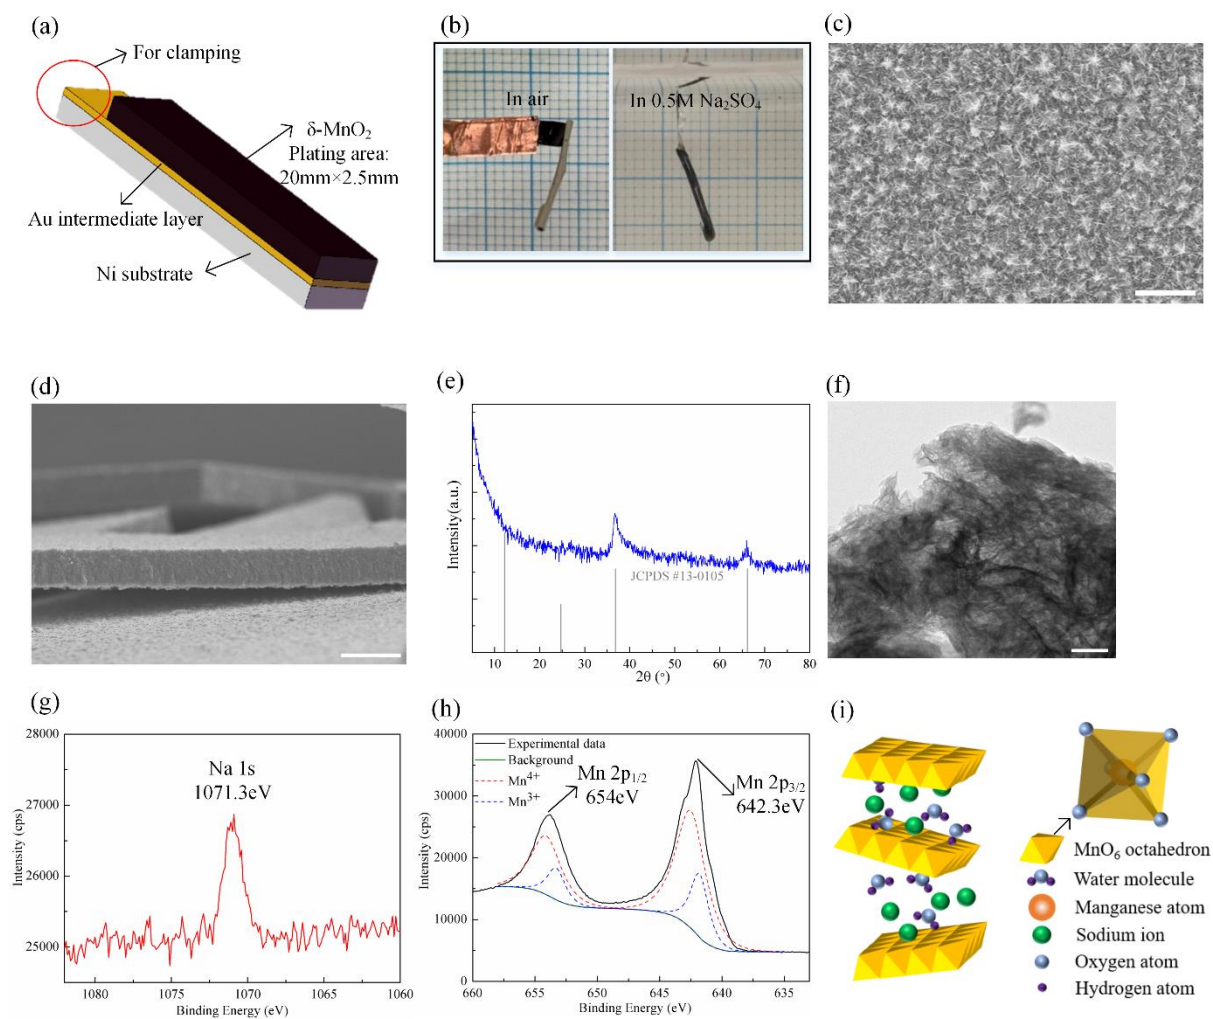 (a)
For clamping
δ-MnO₂
Plating area:
20mm×2.5mm
Au intermediate layer
Ni substrate
(b)
In air
In 0.5M Na₂SO₄
(c)
(d)
(e)
Intensity(a.u.)
JCPDS #13-0105
5 10 20 30 40 50 60 70 80
2θ (°)
(f)
(g)
28000
27000
26000
25000
Intensity (cps)
Na 1s
1071.3eV
1080 1075 1070 1065 1060
Binding Energy (eV)
(h)
40000
30000
20000
10000
0
Intensity (cps)
Experimental data
Background
Mn⁴⁺
Mn³⁺
Mn 2p₁/₂
654eV
Mn 2p₃/₂
642.3eV
660 655 650 645 640 635
Binding Energy (eV)
(i)
MnO₆ octahedron
Water molecule
Manganese atom
Sodium ion
Oxygen atom
Hydrogen atom